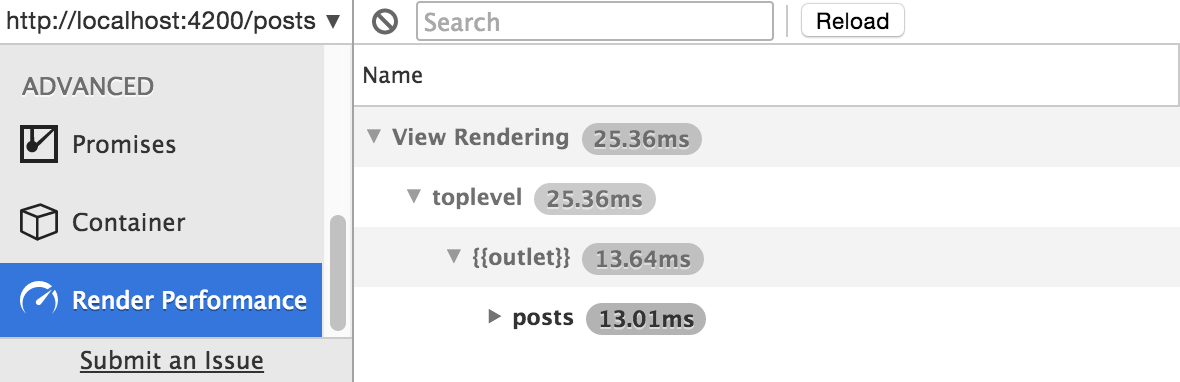 http://localhost:4200/posts ▼
Search
Reload
ADVANCED
Promises
Container
Render Performance
Submit an Issue
Name
View Rendering 25.36ms
toplevel 25.36ms
{{outlet}} 13.64ms
posts 13.01ms